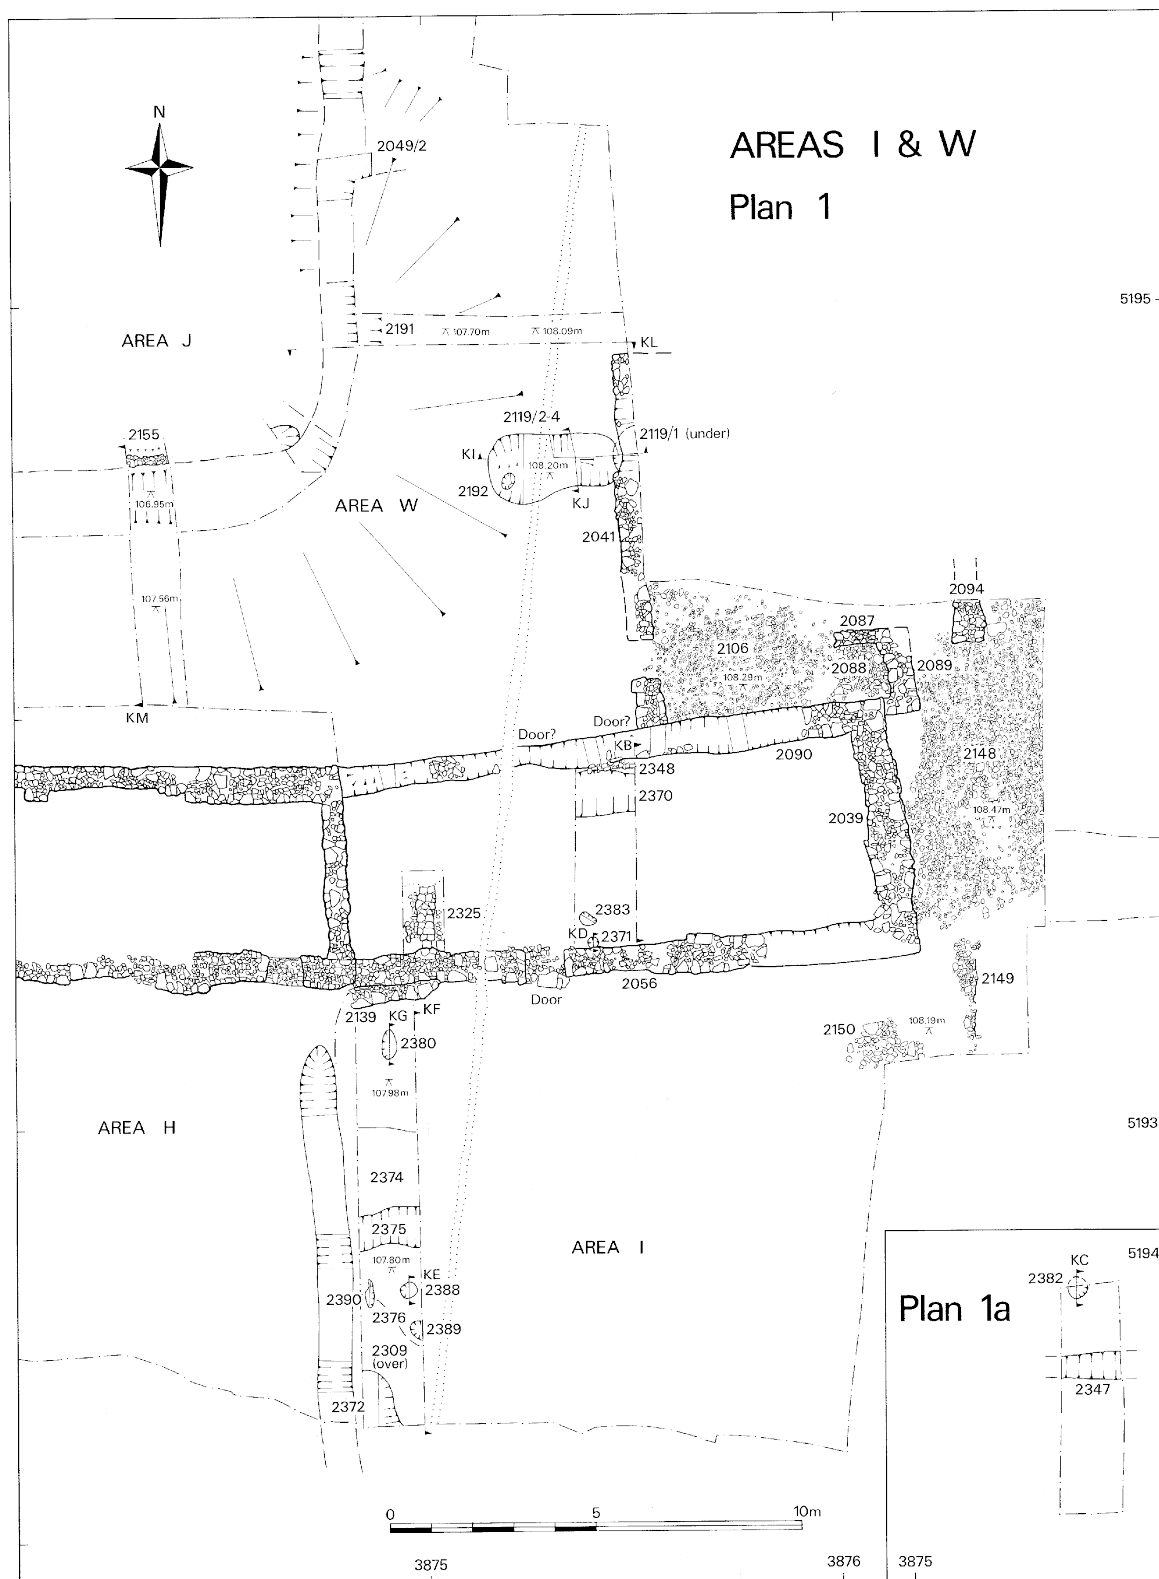 N
AREAS I & W
Plan 1
2049/2
5195
AREA J
2191
107.70m
108.09m
KL
2155
2119/2-4
2119/1 (under)
KI
108.20m
2192
KJ
106.95m
AREA W
2041
107.56m
2094
2087
2106
2088
2089
108.29m
KM
Door?
Door?
KB
2090
2148
2348
2370
2039
108.47m
2325
2383
KD
2371
2056
2149
Door
2139
KG
KF
2150
108.19m
2380
107.98m
AREA H
5193
2374
2375
AREA I
107.80m
KE
2388
2390
2376
2389
2309
(over)
2372
5194
KC
2382
Plan 1a
2347
0 5 10m
3875 3876 3875